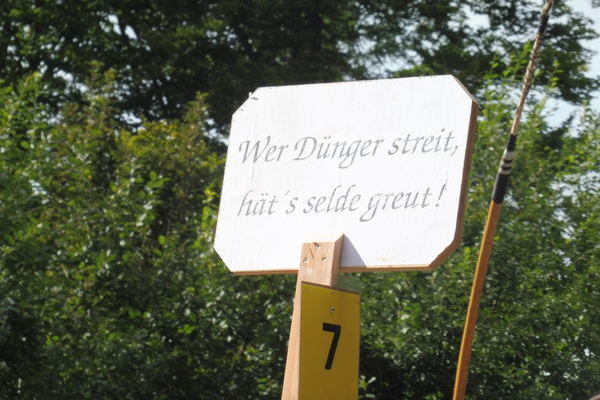 Wer Dünger streit,
hät´s selde greut!
7